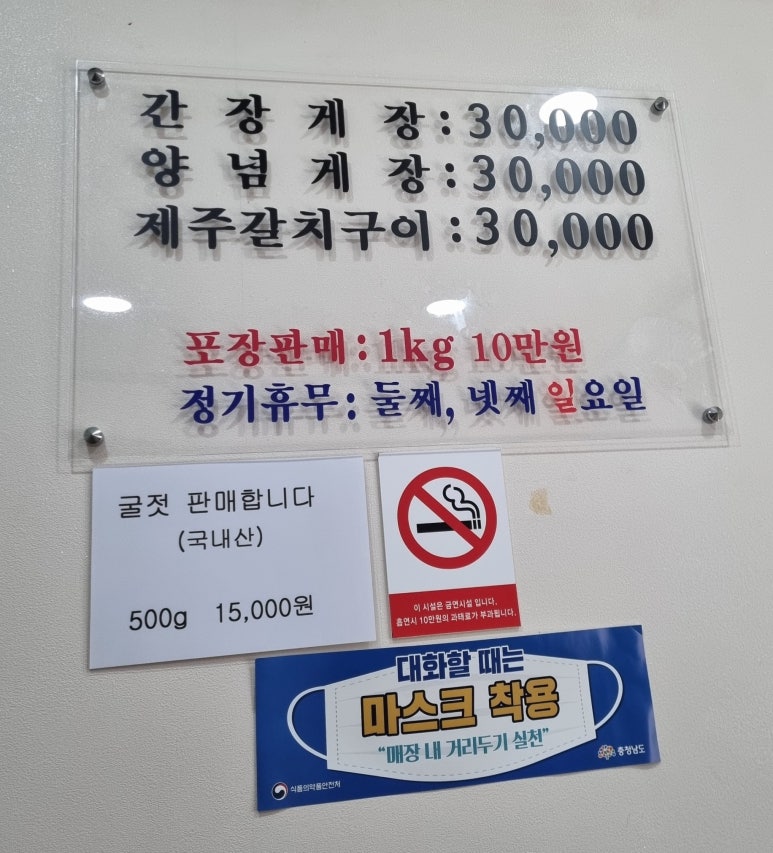 간 장 게 장 : 30,000
양 념 게 장 : 30,000
제주갈치구이 : 30,000
포장판매 : 1kg 10만원
정기휴무 : 둘째, 넷째 일요일
굴젓 판매합니다
(국내산)
500g 15,000원
이 시설은 금연시설 입니다.
흡연시 10만원의 과태료가 부과됩니다.
대화할 때는
마스크 착용
"매장 내 거리두기 실천"
식품의약품안전처
충청남도